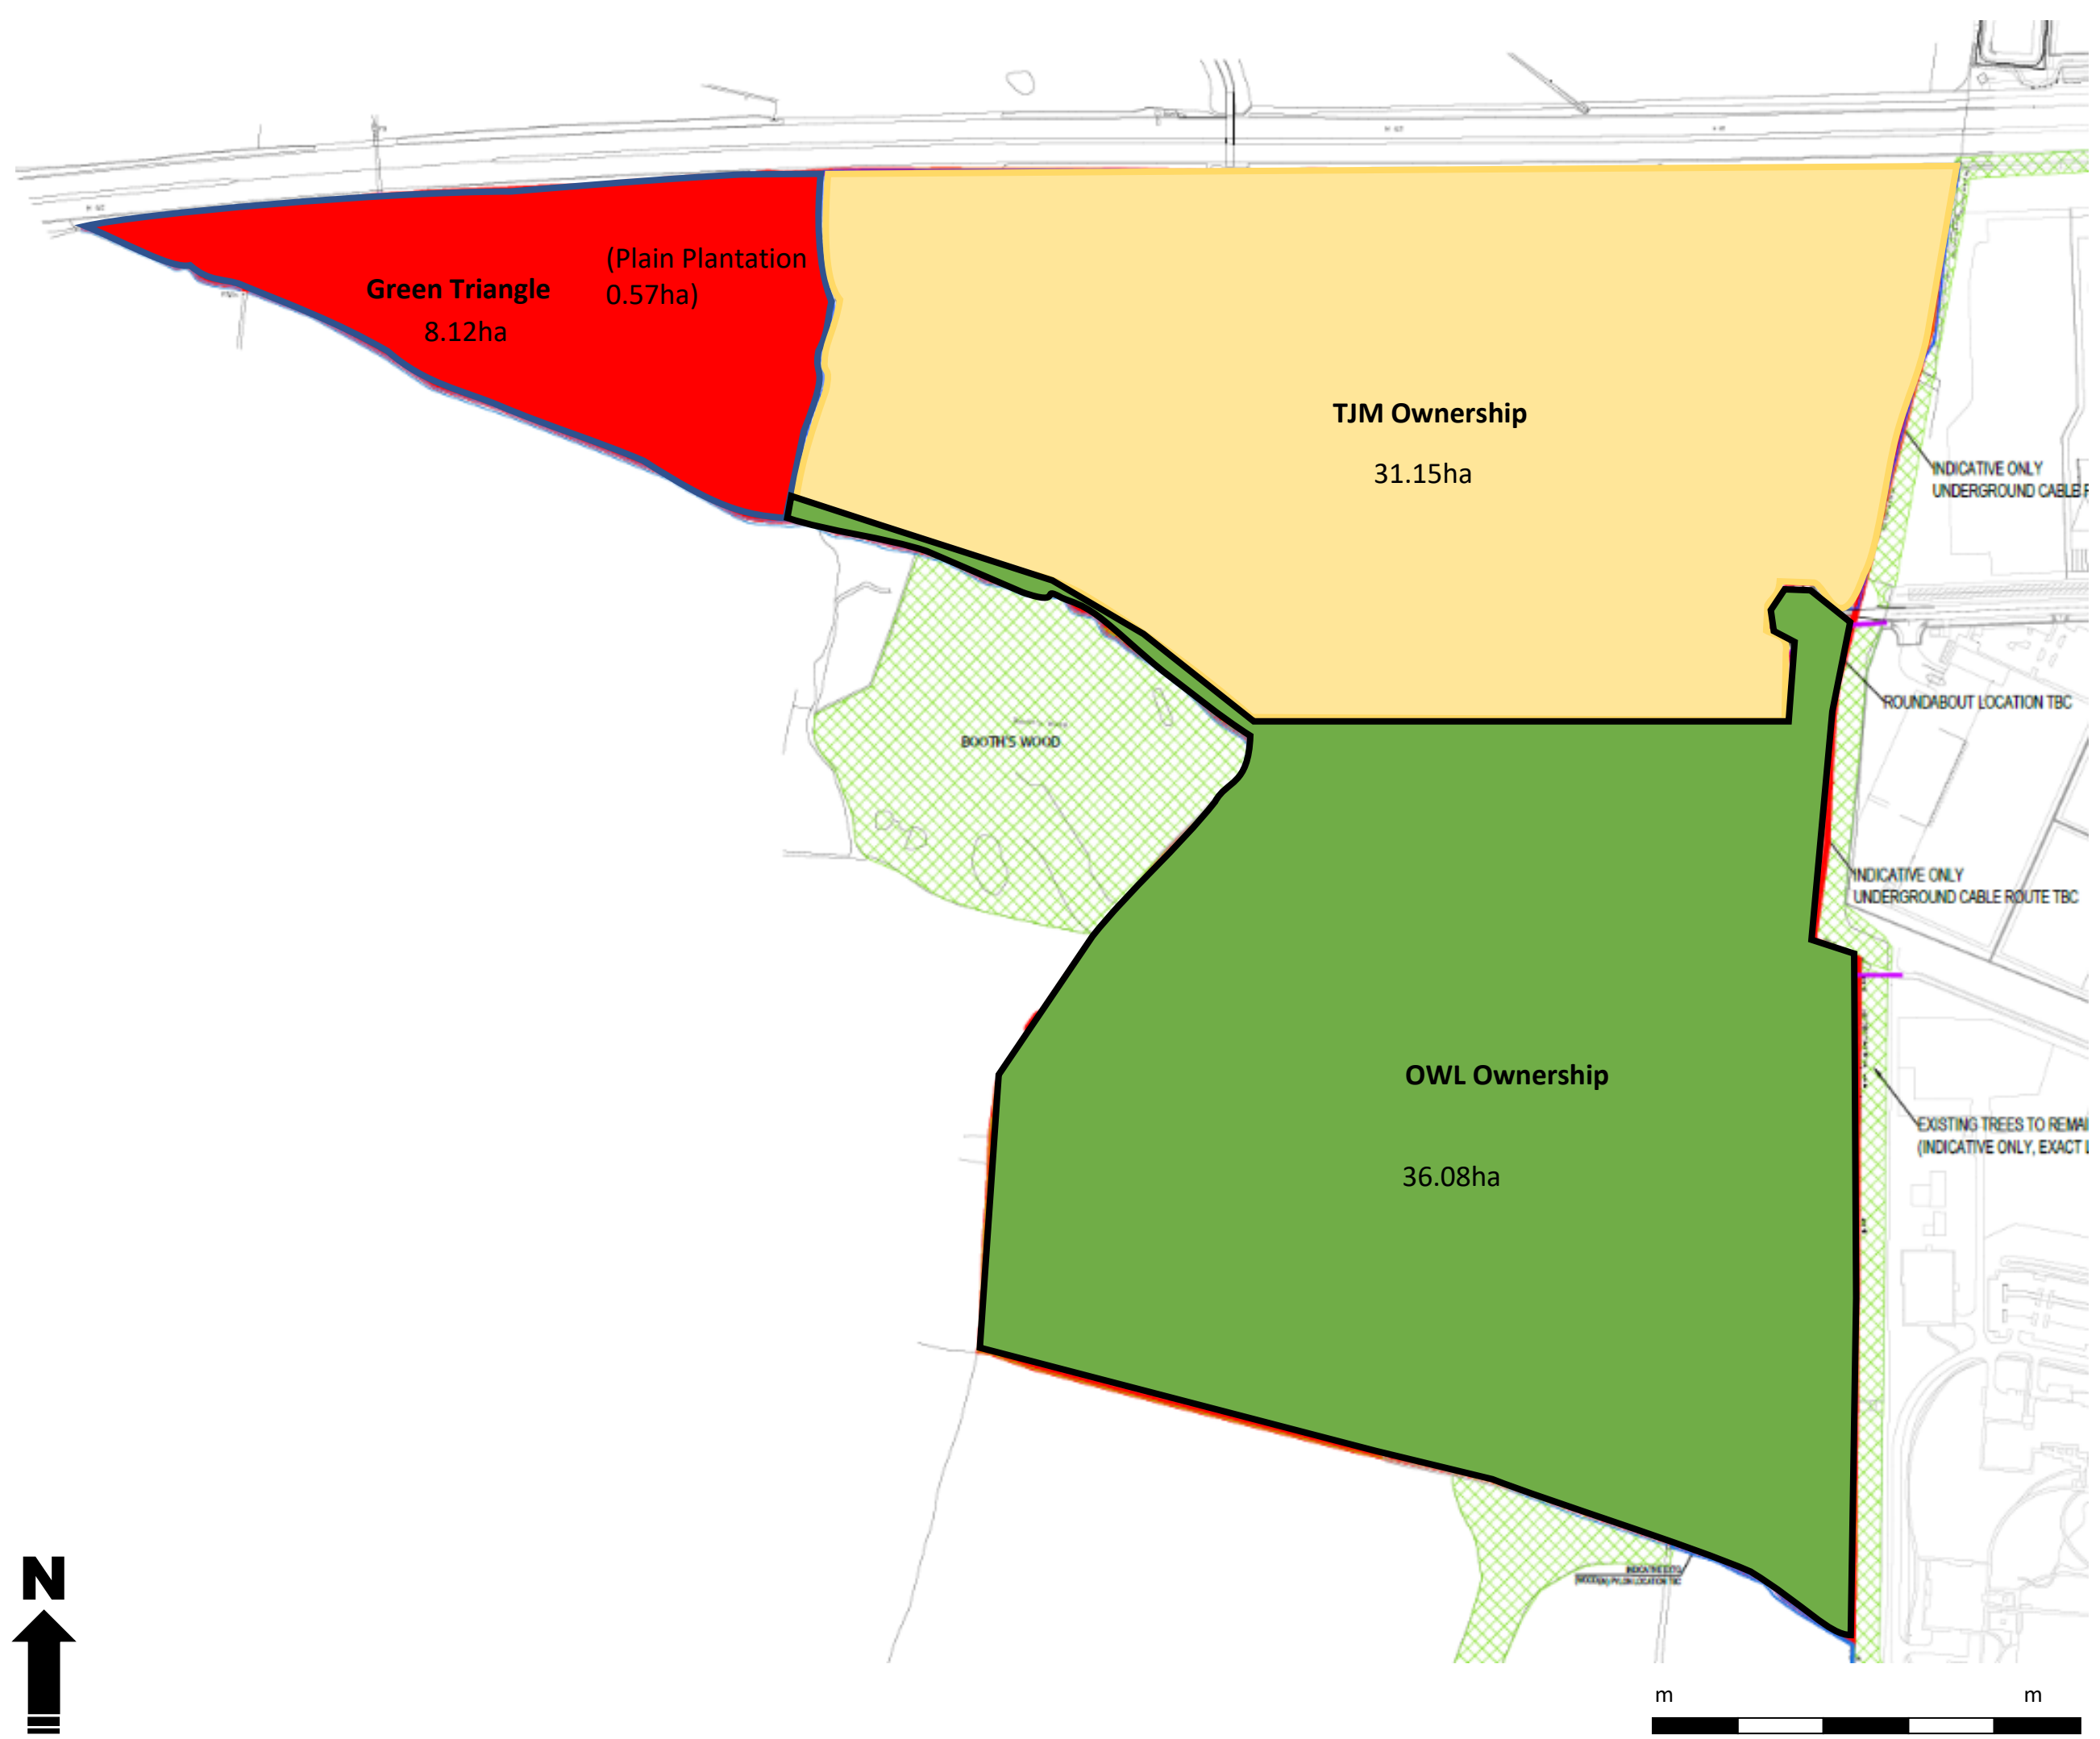 (Plain Plantation
0.57ha)
Green Triangle
8.12ha
TJM Ownership
31.15ha
INDICATIVE ONLY
UNDERGROUND CABLE
ROUNDABOUT LOCATION TBC
BOOTH'S WOOD
INDICATIVE ONLY
UNDERGROUND CABLE ROUTE TBC
OWL Ownership
36.08ha
EXISTING TREES TO REMAI
(INDICATIVE ONLY, EXACT L
N
m
m